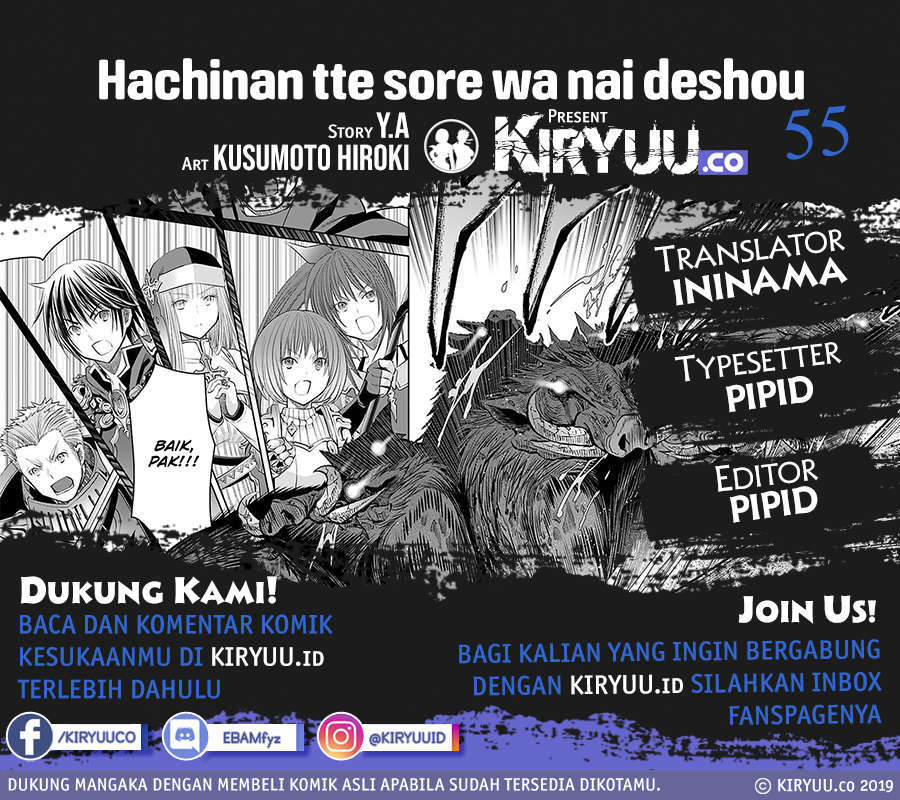 Hachinan tte sore wa nai deshou
Story Y.A
Art Kusumoto Hiroki
Present
KIRYUU.co
55
Translator
ININAMA
Typesetter
PIPID
Editor
PIPID
BAIK,
PAK!!!
Dukung Kami!
BACA DAN KOMENTAR KOMIK
KESUKAANMU DI KIRYUU.ID
TERLEBIH DAHULU
Join Us!
BAGI KALIAN YANG INGIN BERGABUNG
DENGAN KIRYUU.ID SILAHKAN INBOX
FANSPAGENYA
/KIRYUUCO
EBAMfyz
@KIRYUUID
DUKUNG MANGAKA DENGAN MEMBELI KOMIK ASLI APABILA SUDAH TERSEDIA DIKOTAMU.
© KIRYUU.co 2019